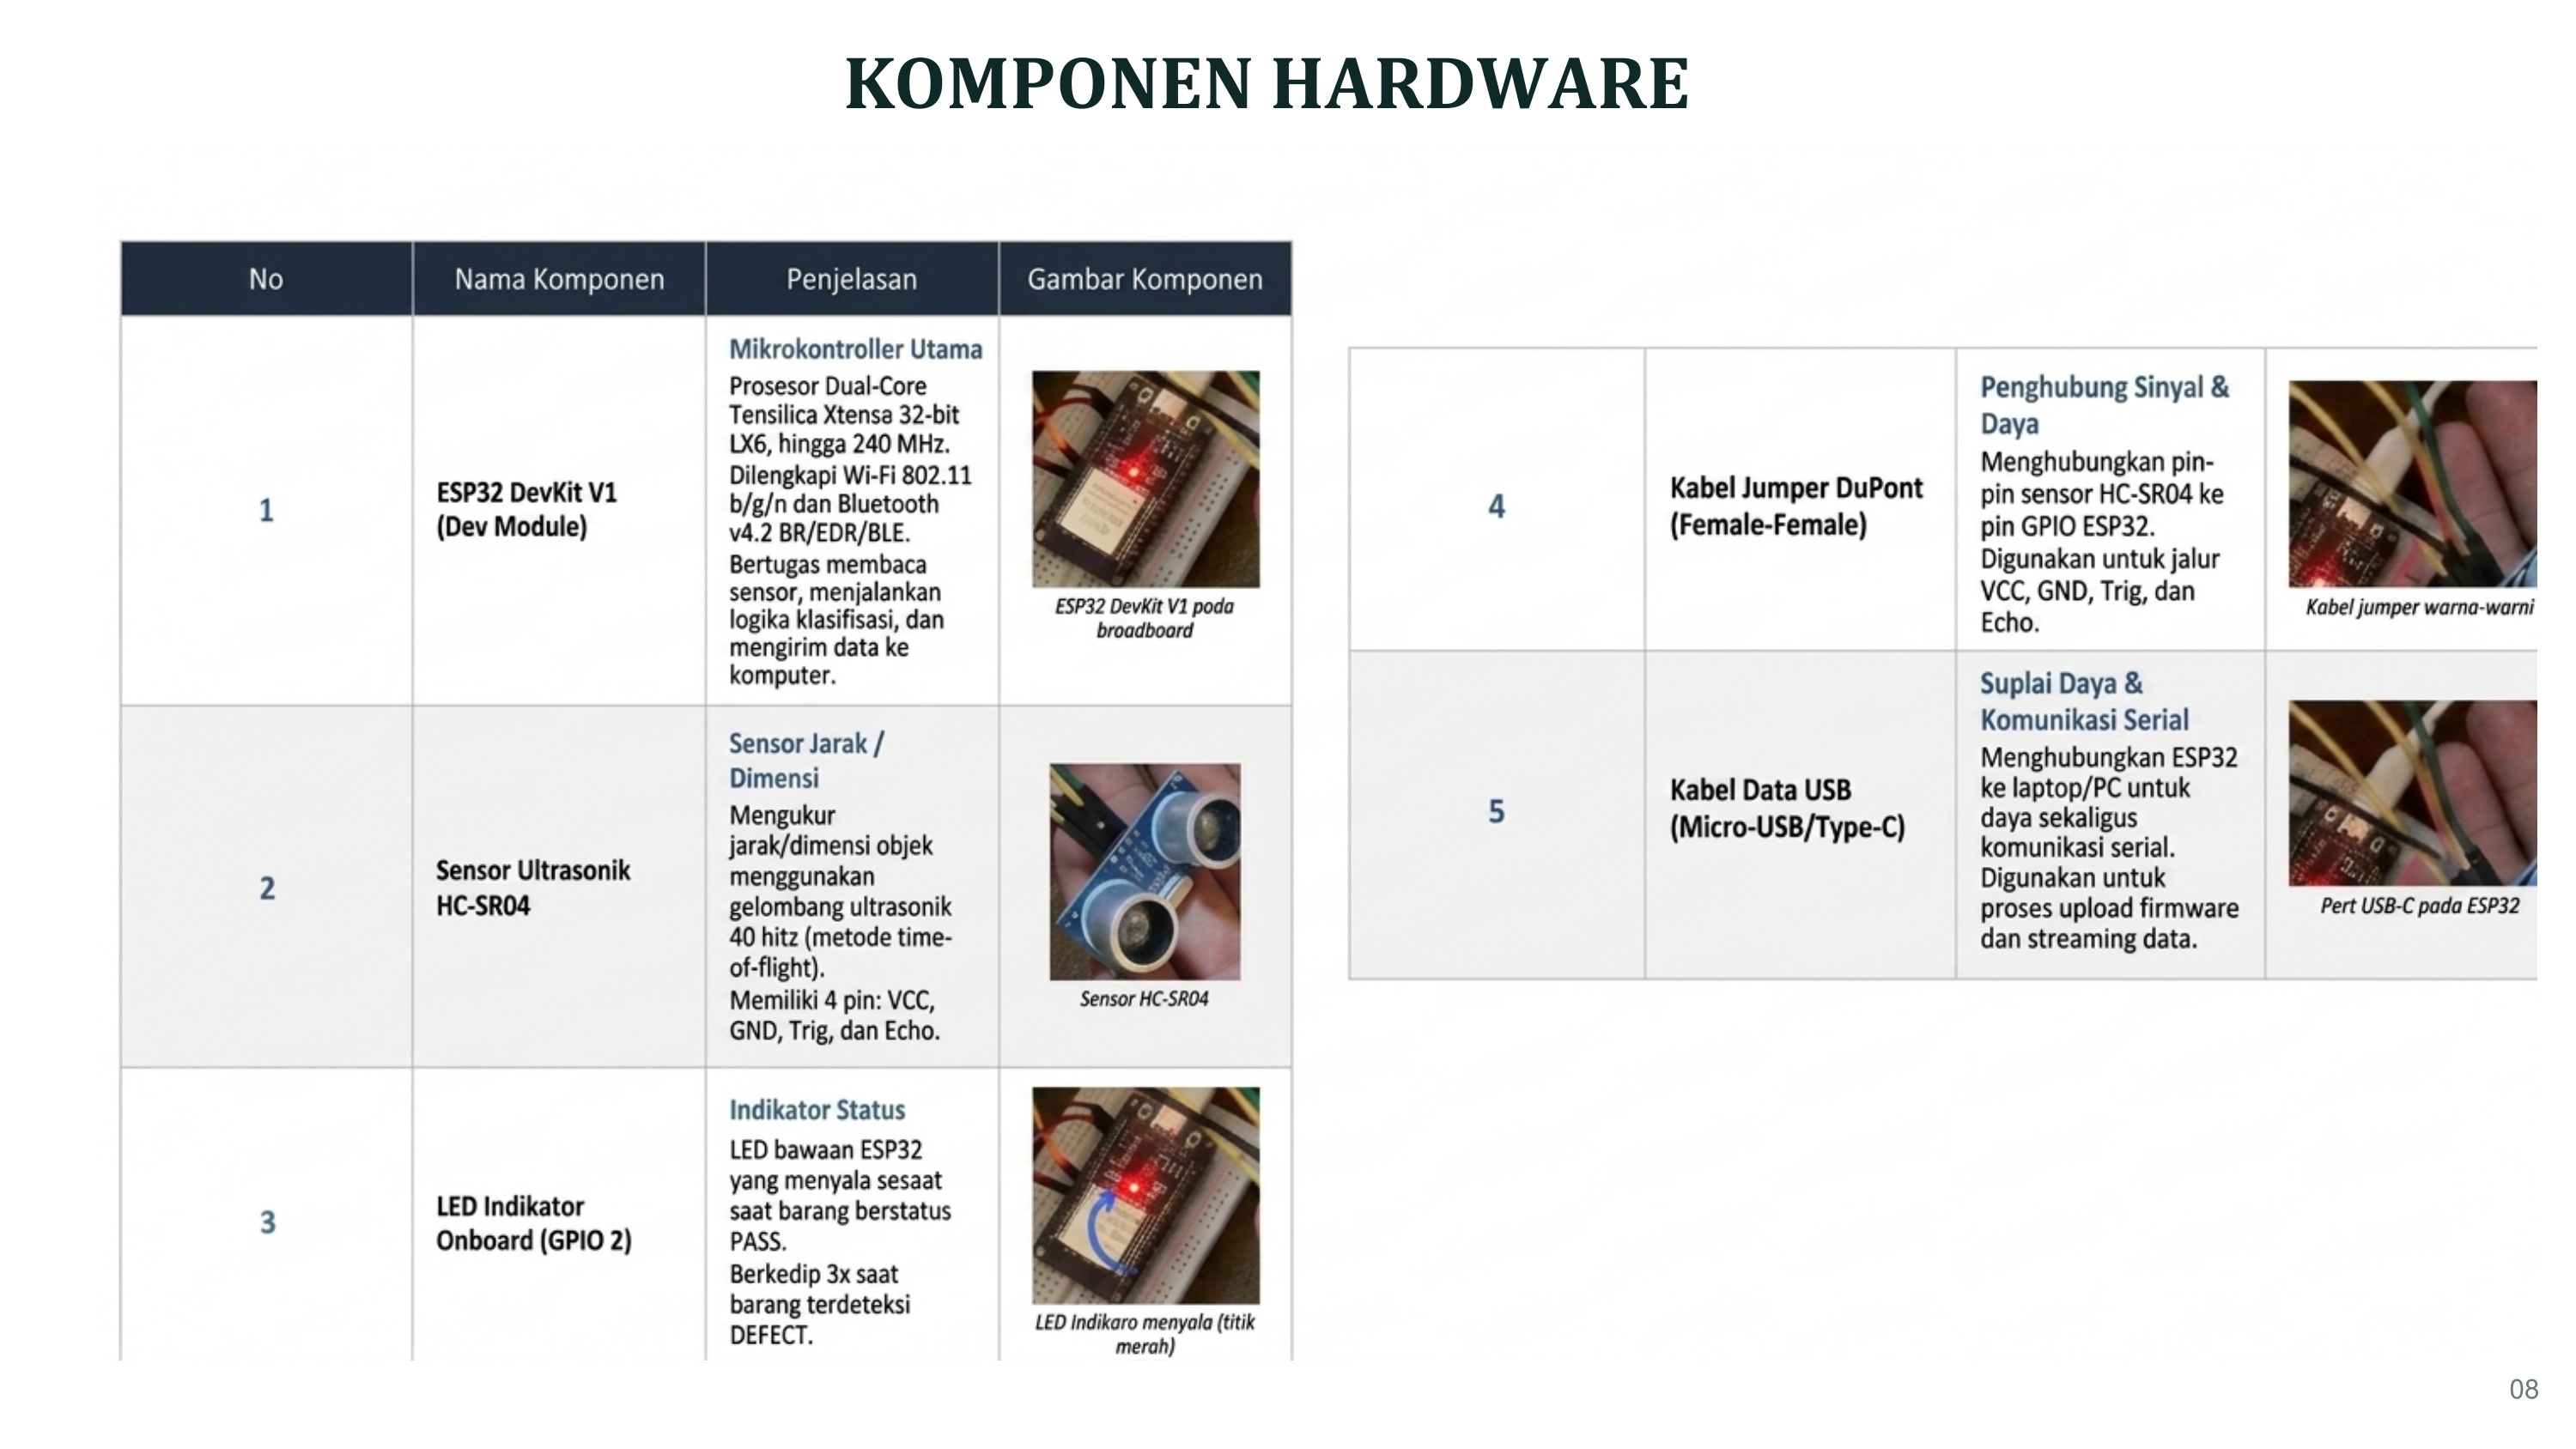 KOMPONEN HARDWARE
No
Nama Komponen
Penjelasan
Gambar Komponen
1
ESP32 DevKit V1
(Dev Module)
Mikrokontroller Utama
Prosesor Dual-Core
Tensilica Xtensa 32-bit
LX6, hingga 240 MHz.
Dilengkapi Wi-Fi 802.11
b/g/n dan Bluetooth
v4.2 BR/EDR/BLE.
Bertugas membaca
sensor, menjalankan
logika klasifisasi, dan
mengirim data ke
komputer.
ESP32 DevKit V1 poda
broadboard
2
Sensor Ultrasonik
HC-SR04
Sensor Jarak /
Dimensi
Mengukur
jarak/dimensi objek
menggunakan
gelombang ultrasonik
40 hitz (metode time-
of-flight).
Memiliki 4 pin: VCC,
GND, Trig, dan Echo.
Sensor HC-SR04
3
LED Indikator
Onboard (GPIO 2)
Indikator Status
LED bawaan ESP32
yang menyala sesaat
saat barang berstatus
PASS.
Berkedip 3x saat
barang terdeteksi
DEFECT.
LED Indikaro menyala (titik
merah)
4
Kabel Jumper DuPont
(Female-Female)
Penghubung Sinyal &
Daya
Menghubungkan pin-
pin sensor HC-SR04 ke
pin GPIO ESP32.
Digunakan untuk jalur
VCC, GND, Trig, dan
Echo.
Kabel jumper warna-warni
5
Kabel Data USB
(Micro-USB/Type-C)
Suplai Daya &
Komunikasi Serial
Menghubungkan ESP32
ke laptop/PC untuk
daya sekaligus
komunikasi serial.
Digunakan untuk
proses upload firmware
dan streaming data.
Pert USB-C pada ESP32
08